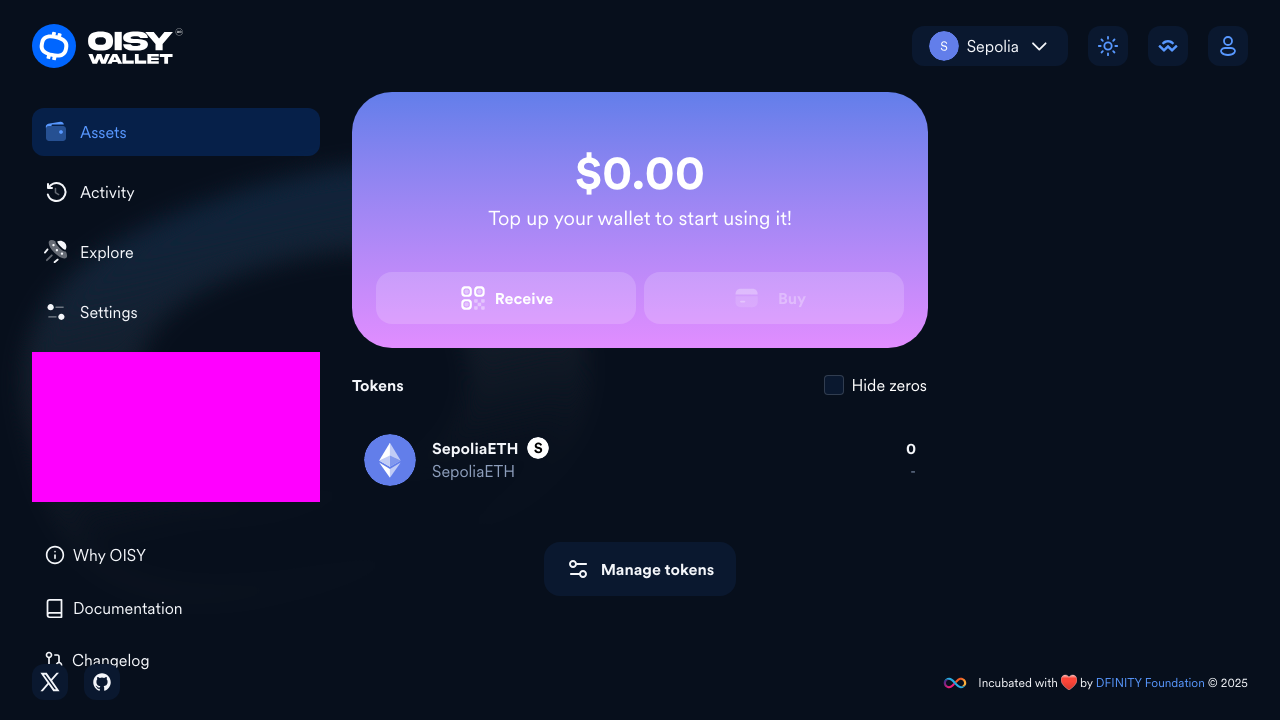 OISY
WALLET
S Sepolia
Assets
Activity
Explore
Settings
$0.00
Top up your wallet to start using it!
Receive
Buy
Tokens
Hide zeros
SepoliaETH S
0
SepoliaETH
-
Manage tokens
Why OISY
Documentation
Changelog
Incubated with ❤️ by DFINITY Foundation © 2025